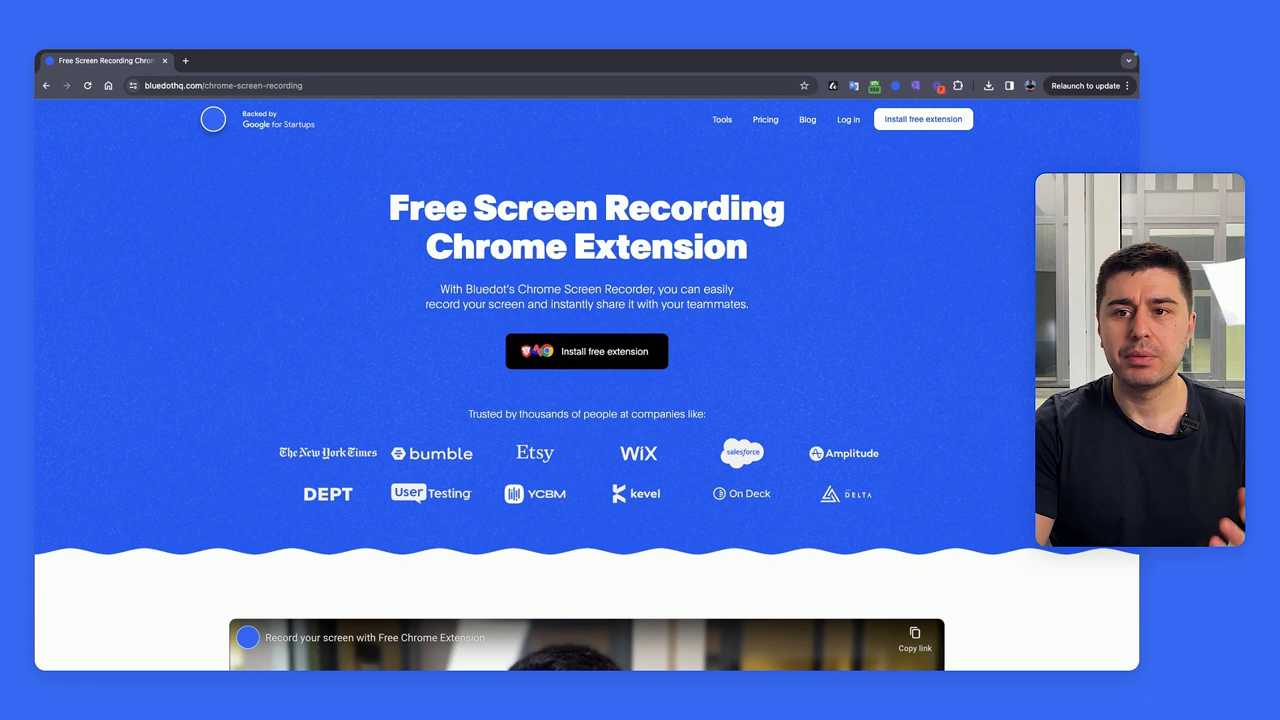 Free Screen Recording Chrom
bluedothq.com/chrome-screen-recording
150
7
Relaunch to update
Backed by
Google for Startups
Tools
Pricing
Blog
Log in
Install free extension
Free Screen Recording
Chrome Extension
With Bluedot's Chrome Screen Recorder, you can easily
record your screen and instantly share it with your teammates.
Install free extension
Trusted by thousands of people at companies like:
The New York Times
bumble
Etsy
WiX
salesforce
Amplitude
DEPT
UserTesting
YCBM
kevel
On Deck
DELTA
Record your screen with Free Chrome Extension
Copy link